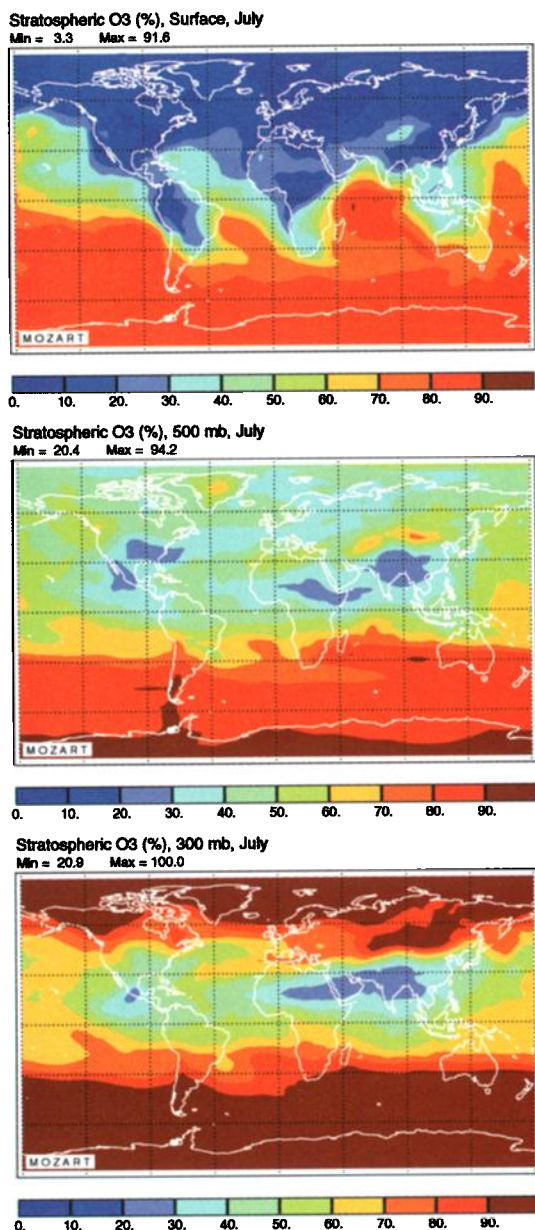 Stratospheric O3 (%), Surface, July
Min = 3.3 Max = 91.6
MOZART
0. 10. 20. 30. 40. 50. 60. 70. 80. 90.
Stratospheric O3 (%), 500 mb, July
Min = 20.4 Max = 94.2
MOZART
0. 10. 20. 30. 40. 50. 60. 70. 80. 90.
Stratospheric O3 (%), 300 mb, July
Min = 20.9 Max = 100.0
MOZART
0. 10. 20. 30. 40. 50. 60. 70. 80. 90.